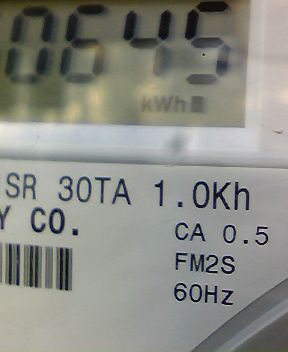 0645
kWh
SR 30TA 1.0Kh
Y CO.
CA 0.5
FM2S
60Hz